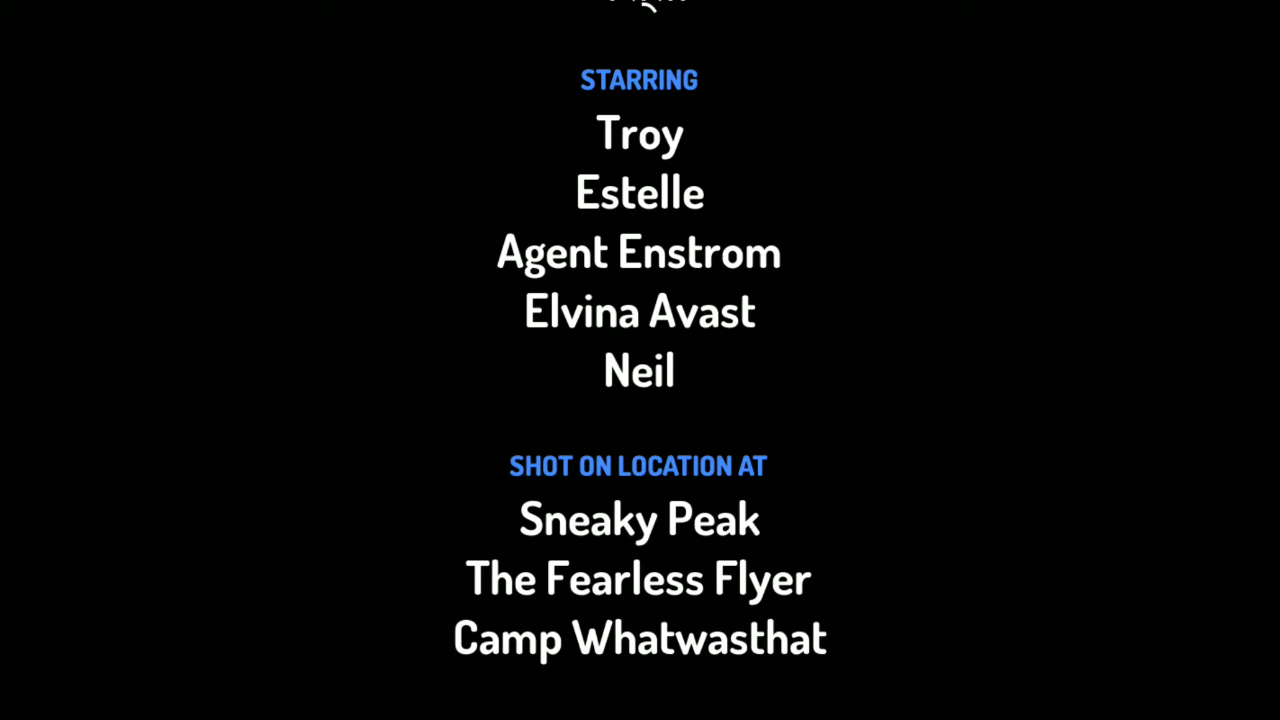 STARRING
Troy
Estelle
Agent Enstrom
Elvina Avast
Neil
SHOT ON LOCATION AT
Sneaky Peak
The Fearless Flyer
Camp Whatwasthat